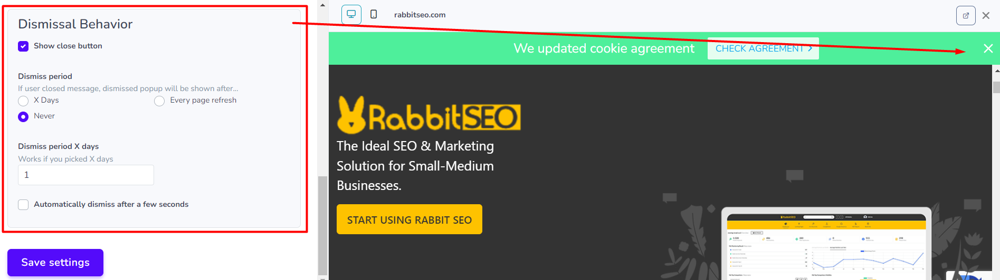 Dismissal Behavior
Show close button
Dismiss period
If user closed message, dismissed popup will be shown after...
X Days
Every page refresh
Never
Dismiss period X days
Works if you picked X days
1
Automatically dismiss after a few seconds
Save settings
rabbitseo.com
We updated cookie agreement
CHECK AGREEMENT
RabbitSEO
The Ideal SEO & Marketing
Solution for Small-Medium
Businesses.
START USING RABBIT SEO
RabbitSEO